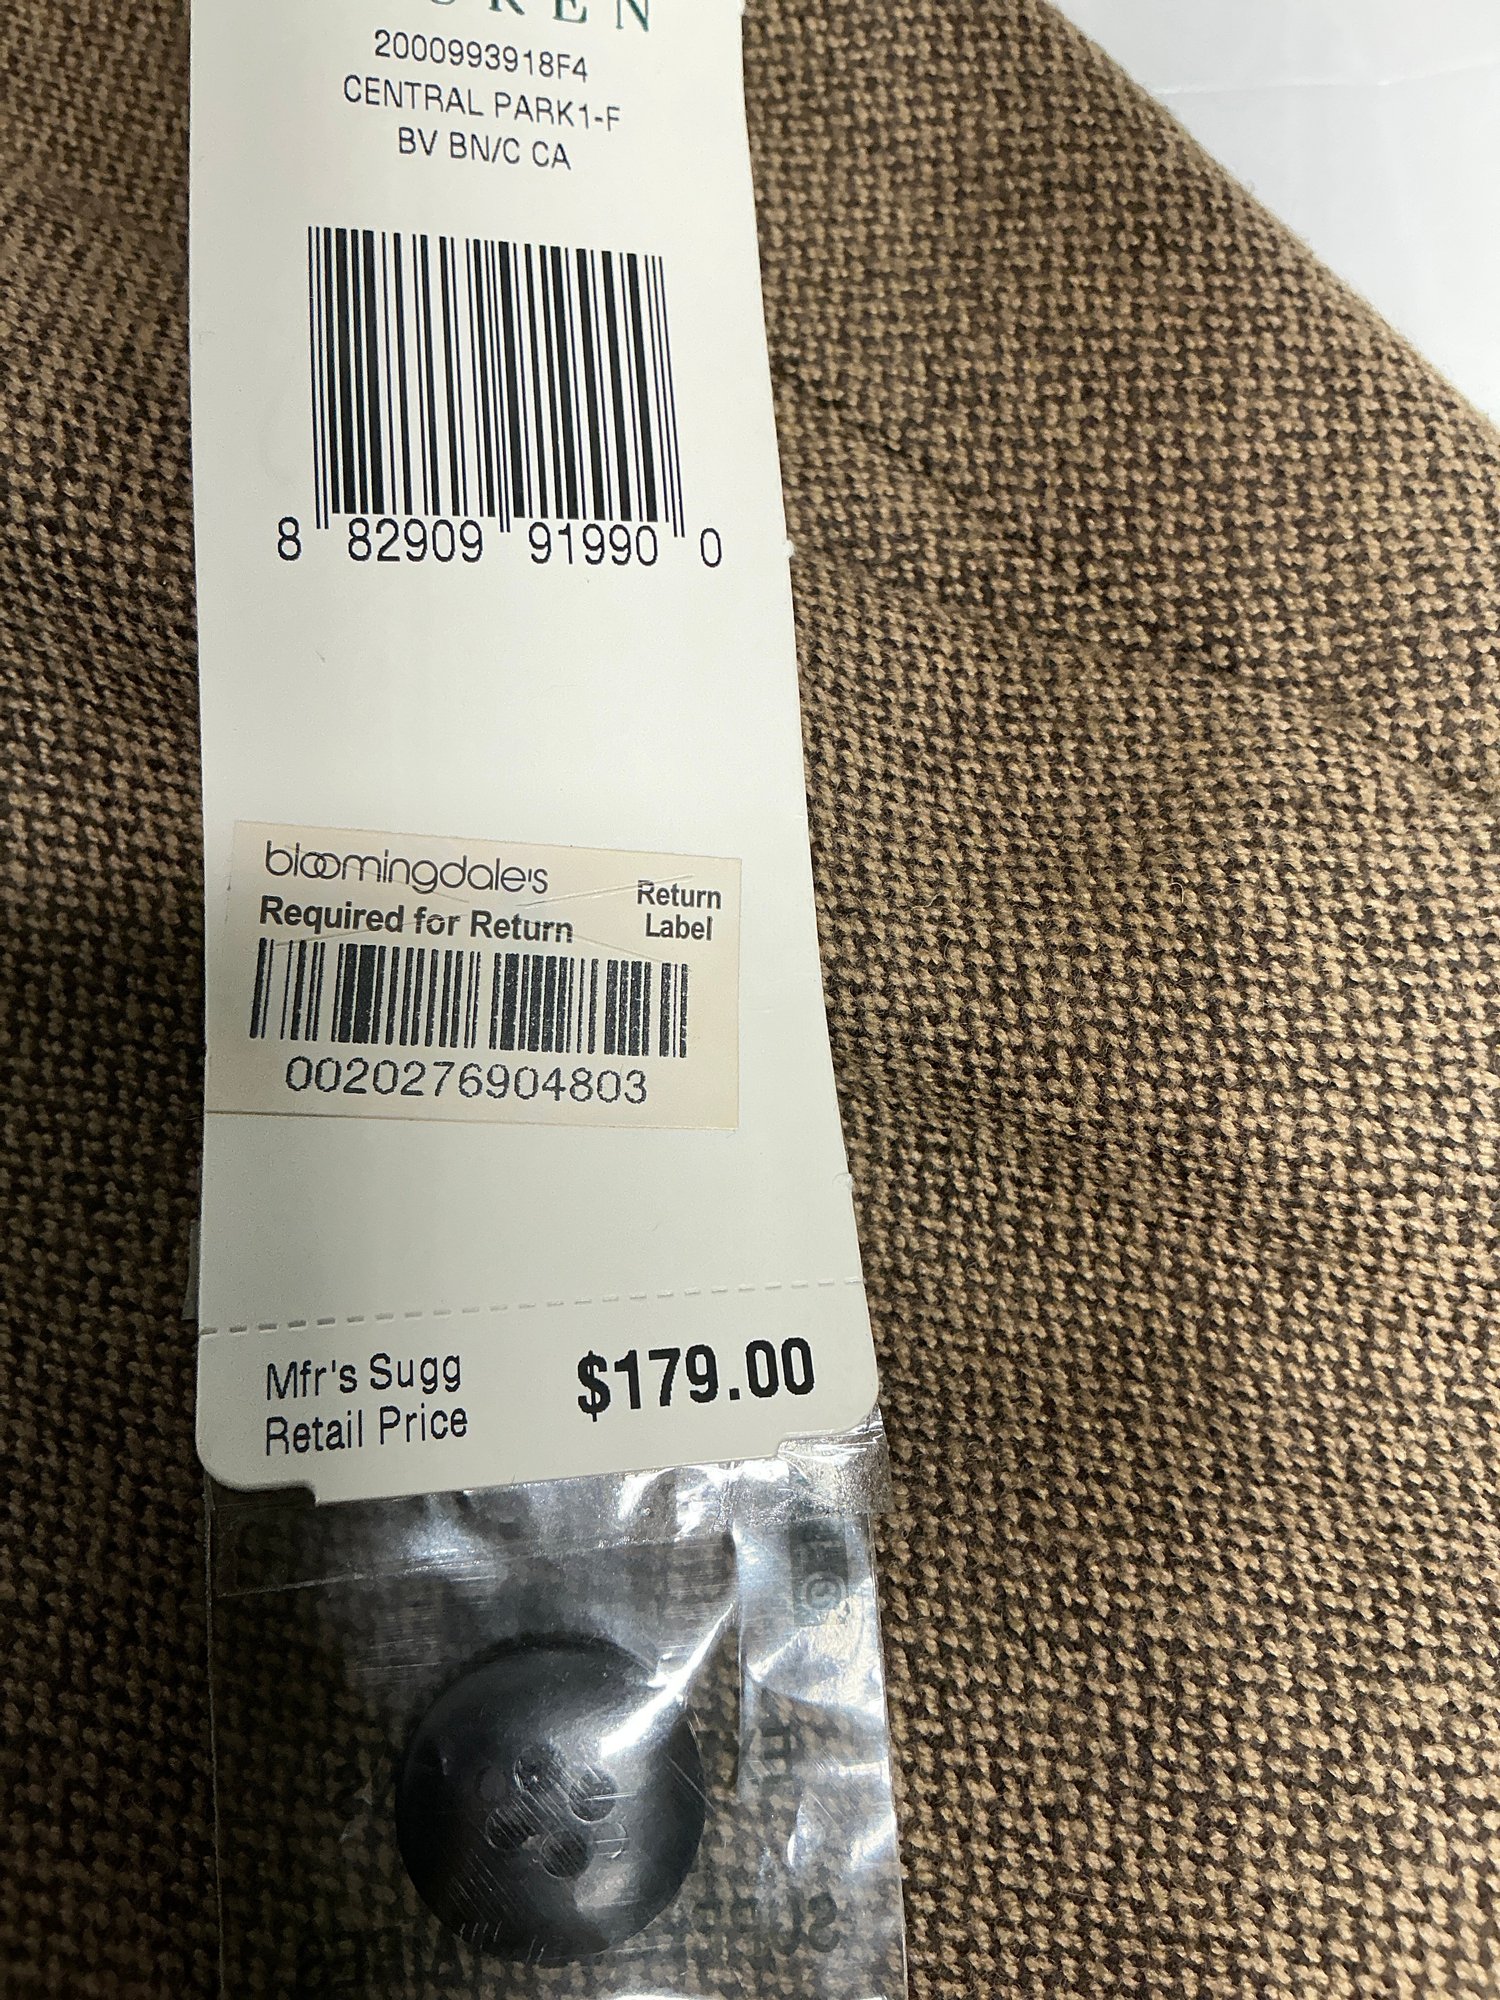 2000993918F4
CENTRAL PARK1-F
BV BN/C CA
8 82909 91990 0
bloomingdale's
Required for Return
Return
Label
0020276904803
Mfr's Sugg
Retail Price
$179.00